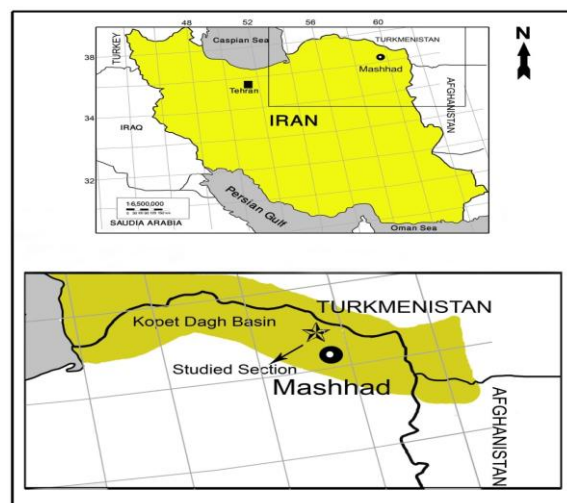 48
52
56
60
TURKEY
Caspian Sea
TURKMENISTAN
N
38
Mashhad
Tehran
AFGHANISTAN
IRAN
34
IRAQ
32
1:6,500,000
Persian Gulf
SAUDIA ARABIA
Oman Sea
TURKMENISTAN
Kopet Dagh Basin
Studied Section
Mashhad
AFGHANISTAN